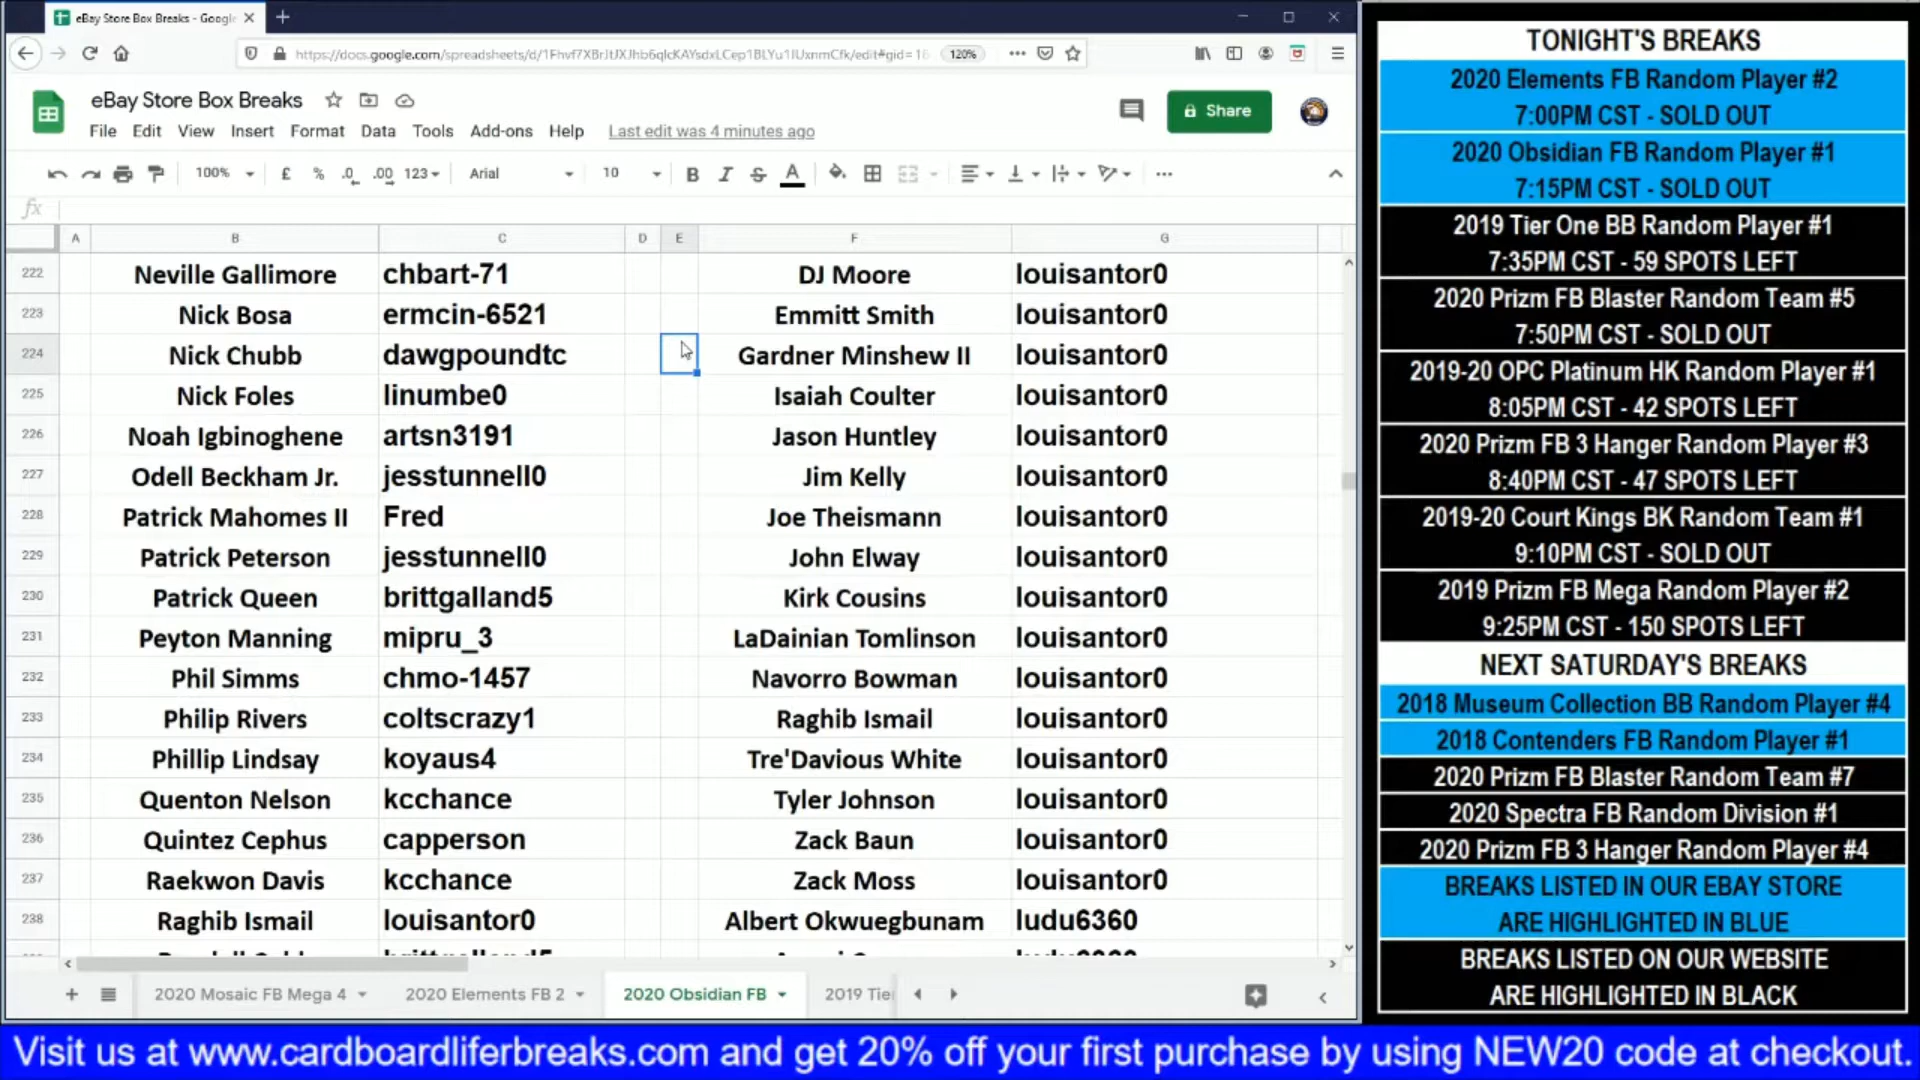 eBay Store Box Breaks - Google
https://docs.google.com/spreadsheets/d/
120%
eBay Store Box Breaks
Share
File Edit View Insert Format Data Tools Add-ons Help Last edit was 4 minutes ago
100% £ % .0 .00 123 Arial 10 B I S A
fx
A B C D E F G
222 Neville Gallimore chbart-71 DJ Moore louisantor0
223 Nick Bosa ermcin-6521 Emmitt Smith louisantor0
224 Nick Chubb dawgpoundtc Gardner Minshew II louisantor0
225 Nick Foles linumbe0 Isaiah Coulter louisantor0
226 Noah Igbinoghene artsn3191 Jason Huntley louisantor0
227 Odell Beckham Jr. jesstunnell0 Jim Kelly louisantor0
228 Patrick Mahomes II Fred Joe Theismann louisantor0
229 Patrick Peterson jesstunnell0 John Elway louisantor0
230 Patrick Queen brittgalland5 Kirk Cousins louisantor0
231 Peyton Manning mipru_3 LaDainian Tomlinson louisantor0
232 Phil Simms chmo-1457 Navorro Bowman louisantor0
233 Philip Rivers coltscrazy1 Raghib Ismail louisantor0
234 Phillip Lindsay koyaus4 Tre'Davious White louisantor0
235 Quenton Nelson kcchance Tyler Johnson louisantor0
236 Quintez Cephus capperson Zack Baun louisantor0
237 Raekwon Davis kcchance Zack Moss louisantor0
238 Raghib Ismail louisantor0 Albert Okwuegbunam ludu6360
2020 Mosaic FB Mega 4 2020 Elements FB 2 2020 Obsidian FB 2019 Tie
TONIGHT'S BREAKS
2020 Elements FB Random Player #2
7:00PM CST - SOLD OUT
2020 Obsidian FB Random Player #1
7:15PM CST - SOLD OUT
2019 Tier One BB Random Player #1
7:35PM CST - 59 SPOTS LEFT
2020 Prizm FB Blaster Random Team #5
7:50PM CST - SOLD OUT
2019-20 OPC Platinum HK Random Player #1
8:05PM CST - 42 SPOTS LEFT
2020 Prizm FB 3 Hanger Random Player #3
8:40PM CST - 47 SPOTS LEFT
2019-20 Court Kings BK Random Team #1
9:10PM CST - SOLD OUT
2019 Prizm FB Mega Random Player #2
9:25PM CST - 150 SPOTS LEFT
NEXT SATURDAY'S BREAKS
2018 Museum Collection BB Random Player #4
2018 Contenders FB Random Player #1
2020 Prizm FB Blaster Random Team #7
2020 Spectra FB Random Division #1
2020 Prizm FB 3 Hanger Random Player #4
BREAKS LISTED IN OUR EBAY STORE
ARE HIGHLIGHTED IN BLUE
BREAKS LISTED ON OUR WEBSITE
ARE HIGHLIGHTED IN BLACK
Visit us at www.cardboardliferbreaks.com and get 20% off your first purchase by using NEW20 code at checkout.